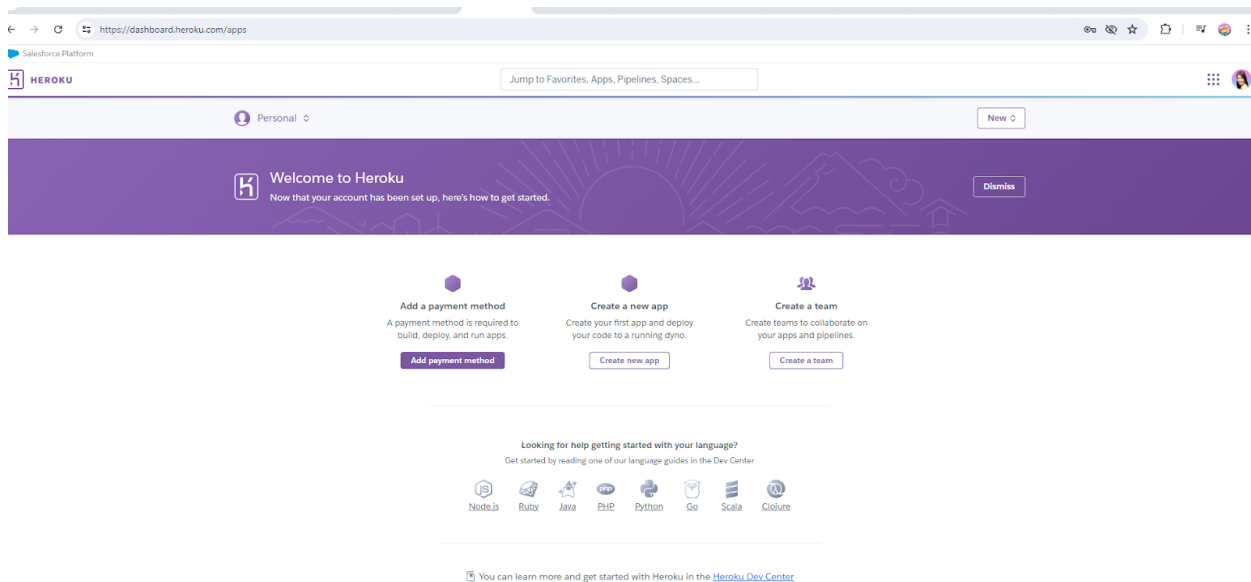 https://dashboard.heroku.com/apps
Salesforce Platform
HEROKU
Jump to Favorites, Apps, Pipelines, Spaces...
Personal
New
Welcome to Heroku
Now that your account has been set up, here's how to get started.
Dismiss
Add a payment method
A payment method is required to
build, deploy, and run apps.
Add payment method
Create a new app
Create your first app and deploy
your code to a running dyno.
Create new app
Create a team
Create teams to collaborate on
your apps and pipelines.
Create a team
Looking for help getting started with your language?
Get started by reading one of our language guides in the Dev Center
JS
php
Node.js Ruby Java PHP Python Go Scala Clojure
You can learn more and get started with Heroku in the Heroku Dev Center